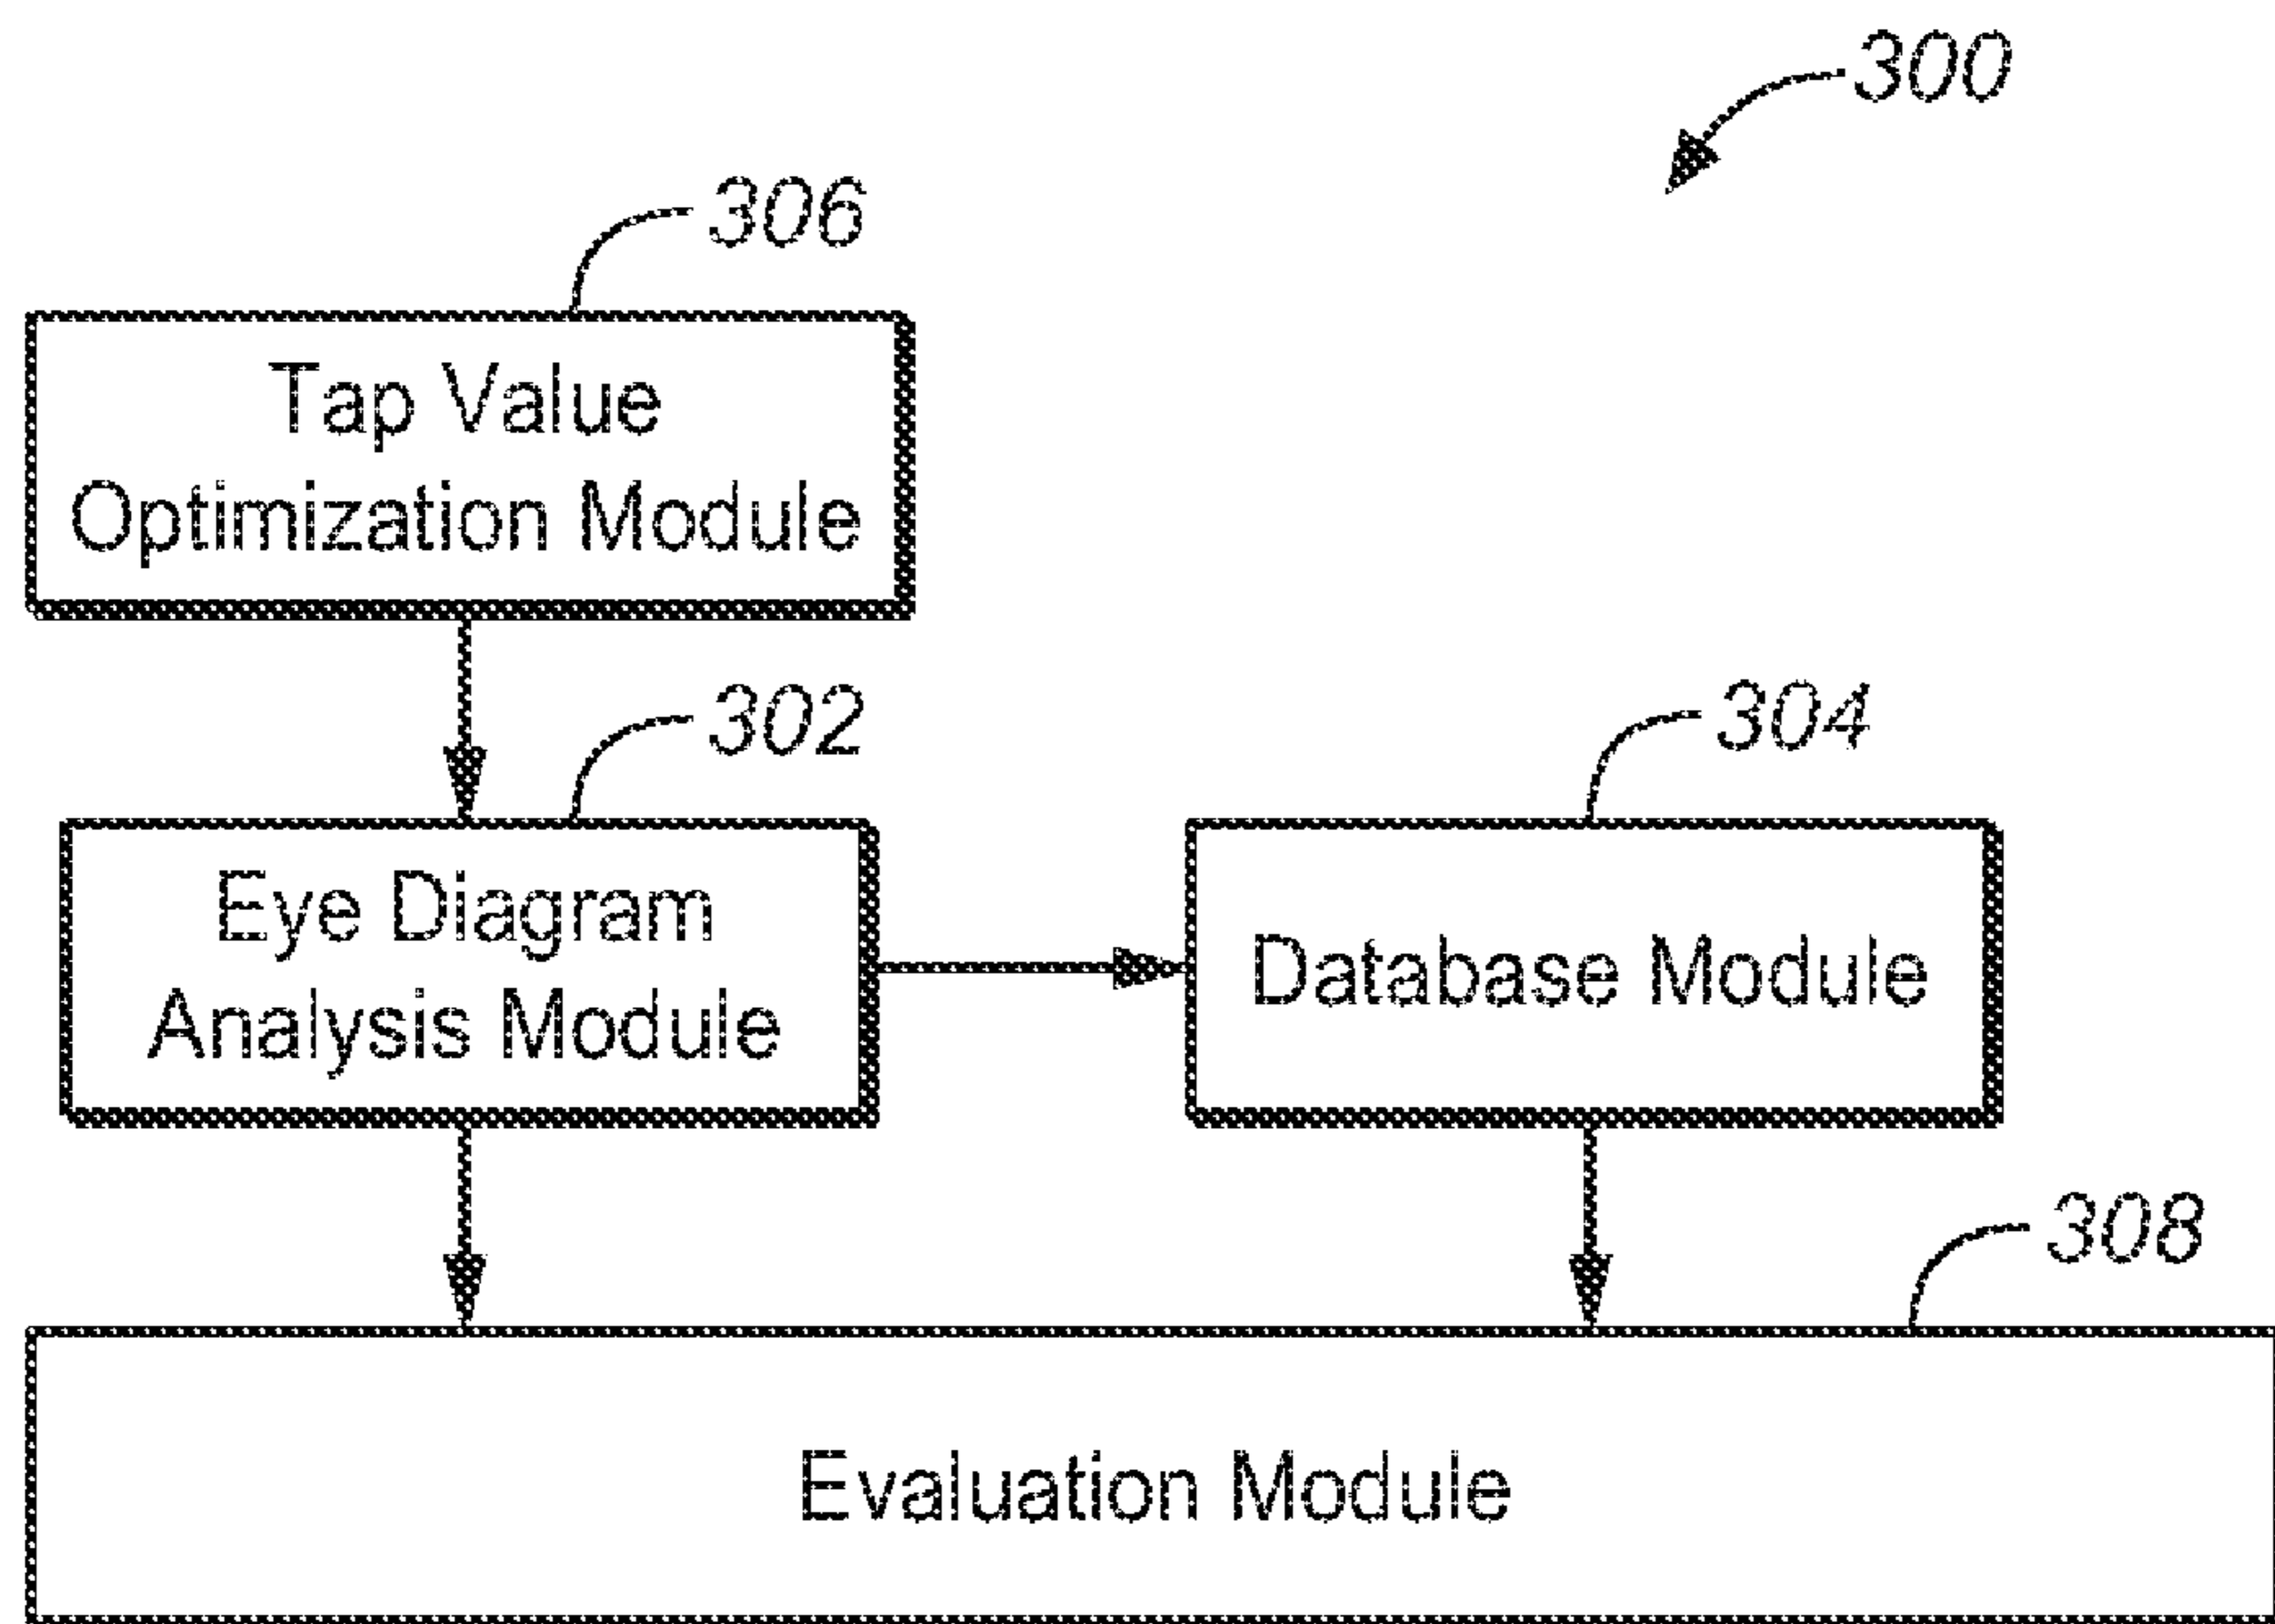 300
306
Tap Value
Optimization Module
302
304
Eye Diagram
Analysis Module
Database Module
308
Evaluation Module